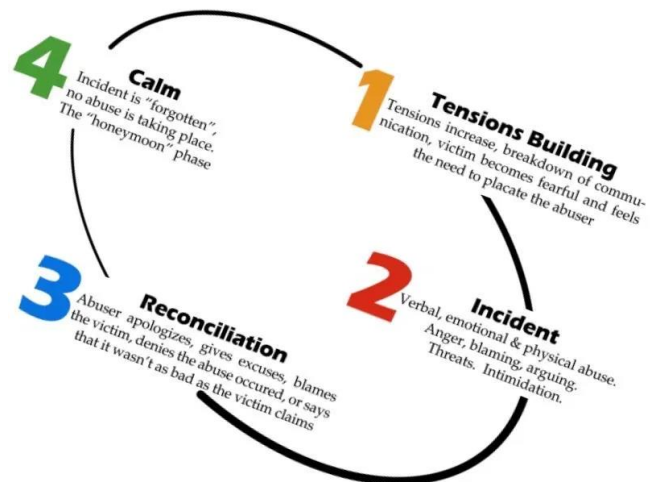 1
Tensions Building
Tensions increase, breakdown of commu-
nication, victim becomes fearful and feels
the need to placate the abuser
2
Incident
Verbal, emotional & physical abuse.
Anger, blaming, arguing.
Threats. Intimidation.
3
Reconciliation
Abuser apologizes, gives excuses, blames
the victim, denies the abuse occured, or says
that it wasn't as bad as the victim claims
4
Calm
Incident is "forgotten",
no abuse is taking place.
The "honeymoon" phase